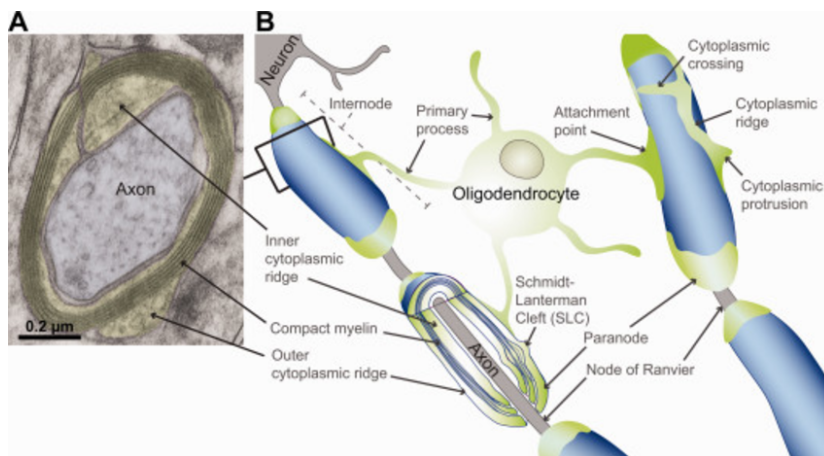 A
B
Axon
0.2 µm
Neuron
Internode
Primary
process
Attachment
point
Cytoplasmic
crossing
Cytoplasmic
ridge
Cytoplasmic
protrusion
Oligodendrocyte
Inner
cytoplasmic
ridge
Compact myelin
Outer
cytoplasmic ridge
Axon
Schmidt-
Lanterman
Cleft (SLC)
Paranode
Node of Ranvier